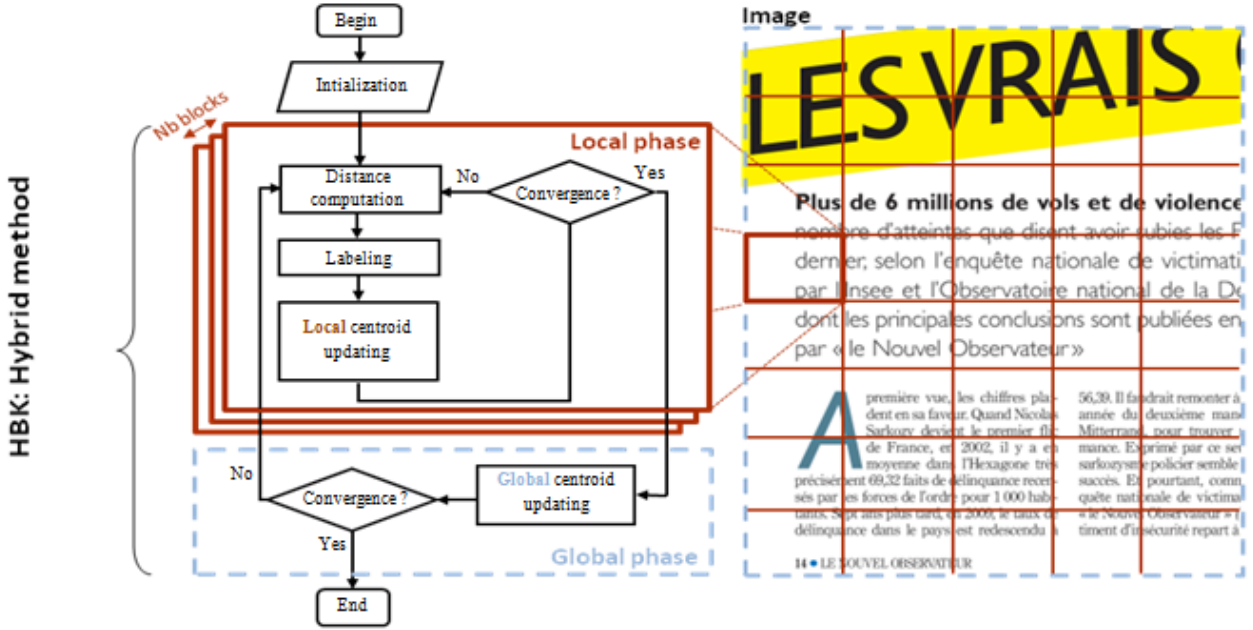 HBK: Hybrid method
Begin
Intialization
Nb blocks
Local phase
Distance
computation
No
Convergence ?
Yes
Labeling
Local centroid
updating
No
Convergence ?
Global centroid
updating
Yes
Global phase
End
Image
LES VRAIS
Plus de 6 millions de vols et de violence
nombre d'atteintes que disent avoir subies les F
dernier, selon l'enquête nationale de victimati
par l'Insee et l'Observatoire national de la De
dont les principales conclusions sont publiées en
par « le Nouvel Observateur »
A
première vue, les chiffres plai-
dent en sa faveur. Quand Nicolas
Sarkozy devient le premier flic
de France, en 2002, il y a en
moyenne dans l'Hexagone très
précisément 69,32 faits de délinquance recen-
sés par les forces de l'ordre pour 1 000 habi-
tants. Sept ans plus tard, en 2009, le taux de
délinquance dans le pays est redescendu à
56,39. Il faudrait remonter à
année du deuxième man
Mitterrand pour trouver
mance. Exprimé par ce se
sarkozysme policier semble
succès. Et pourtant, comm
quête nationale de victima
« le Nouvel Observateur »
timent d'insécurité repart à
14 • LE NOUVEL OBSERVATEUR